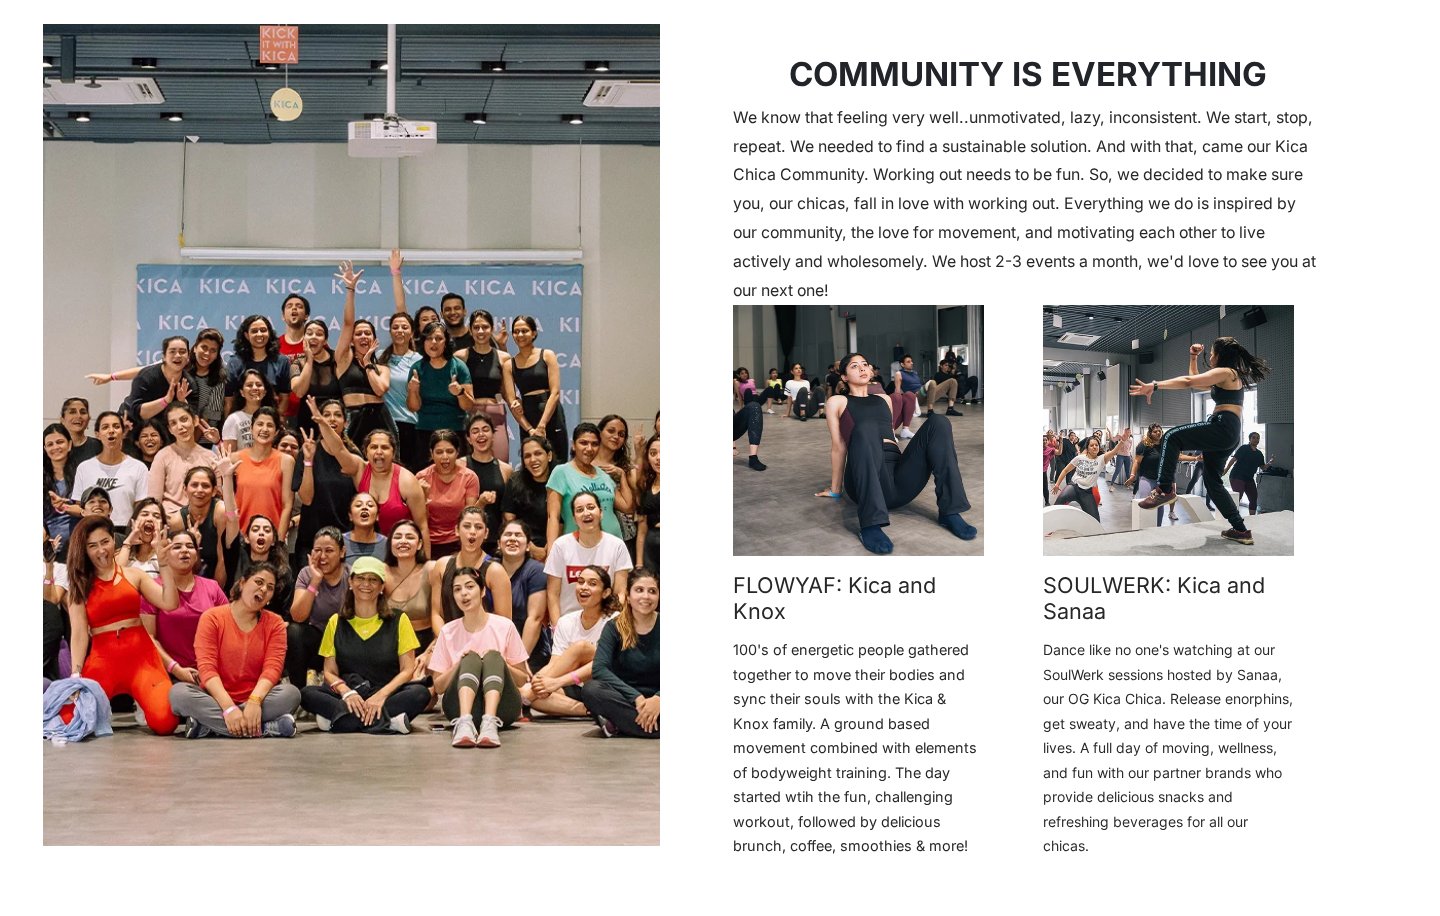 KICK
IT WITH
KICA
KICA
KICA KICA KICA KICA KICA KICA KICA
KICA KICA KICA KI
KICA
KICA
NIKE
COMMUNITY IS EVERYTHING
We know that feeling very well..unmotivated, lazy, inconsistent. We start, stop,
repeat. We needed to find a sustainable solution. And with that, came our Kica
Chica Community. Working out needs to be fun. So, we decided to make sure
you, our chicas, fall in love with working out. Everything we do is inspired by
our community, the love for movement, and motivating each other to live
actively and wholesomely. We host 2-3 events a month, we'd love to see you at
our next one!
FLOWYAF: Kica and
Knox
100's of energetic people gathered
together to move their bodies and
sync their souls with the Kica &
Knox family. A ground based
movement combined with elements
of bodyweight training. The day
started wtih the fun, challenging
workout, followed by delicious
brunch, coffee, smoothies & more!
SOULWERK: Kica and
Sanaa
Dance like no one's watching at our
SoulWerk sessions hosted by Sanaa,
our OG Kica Chica. Release enorphins,
get sweaty, and have the time of your
lives. A full day of moving, wellness,
and fun with our partner brands who
provide delicious snacks and
refreshing beverages for all our
chicas.